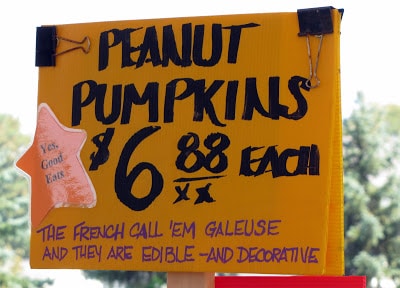 PEANUT
PUMPKINS
$6 88 EACH
xx
Yes,
Good
Eats
THE FRENCH CALL 'EM GALEUSE
AND THEY ARE EDIBLE - AND DECORATIVE